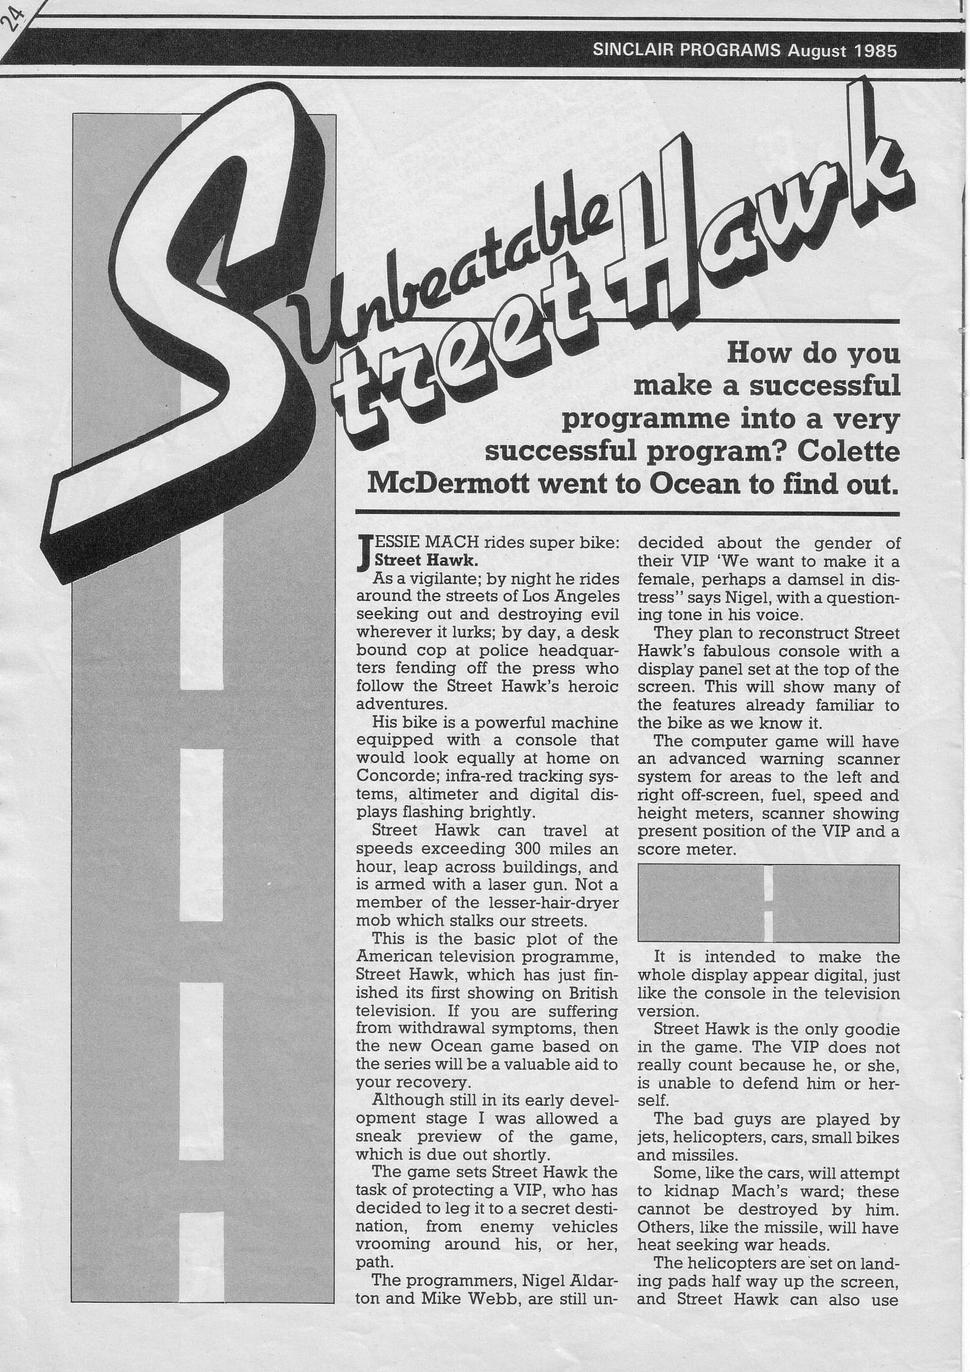 24
SINCLAIR PROGRAMS August 1985
Unbeatable
Street Hawk
How do you
make a successful
programme into a very
successful program? Colette
McDermott went to Ocean to find out.
JESSIE MACH rides super bike:
Street Hawk.
As a vigilante; by night he rides
around the streets of Los Angeles
seeking out and destroying evil
wherever it lurks; by day, a desk
bound cop at police headquar-
ters fending off the press who
follow the Street Hawk's heroic
adventures.
His bike is a powerful machine
equipped with a console that
would look equally at home on
Concorde; infra-red tracking sys-
tems, altimeter and digital dis-
plays flashing brightly.
Street Hawk can travel at
speeds exceeding 300 miles an
hour, leap across buildings, and
is armed with a laser gun. Not a
member of the lesser-hair-dryer
mob which stalks our streets.
This is the basic plot of the
American television programme,
Street Hawk, which has just fin-
ished its first showing on British
television. If you are suffering
from withdrawal symptoms, then
the new Ocean game based on
the series will be a valuable aid to
your recovery.
Although still in its early devel-
opment stage I was allowed a
sneak preview of the game,
which is due out shortly.
The game sets Street Hawk the
task of protecting a VIP, who has
decided to leg it to a secret desti-
nation, from enemy vehicles
vrooming around his, or her,
path.
The programmers, Nigel Aldar-
ton and Mike Webb, are still un-
decided about the gender of
their VIP 'We want to make it a
female, perhaps a damsel in dis-
tress" says Nigel, with a question-
ing tone in his voice.
They plan to reconstruct Street
Hawk's fabulous console with a
display panel set at the top of the
screen. This will show many of
the features already familiar to
the bike as we know it.
The computer game will have
an advanced warning scanner
system for areas to the left and
right off-screen, fuel, speed and
height meters, scanner showing
present position of the VIP and a
score meter.
It is intended to make the
whole display appear digital, just
like the console in the television
version.
Street Hawk is the only goodie
in the game. The VIP does not
really count because he, or she,
is unable to defend him or her-
self.
The bad guys are played by
jets, helicopters, cars, small bikes
and missiles.
Some, like the cars, will attempt
to kidnap Mach's ward; these
cannot be destroyed by him.
Others, like the missile, will have
heat seeking war heads.
The helicopters are set on land-
ing pads half way up the screen,
and Street Hawk can also use